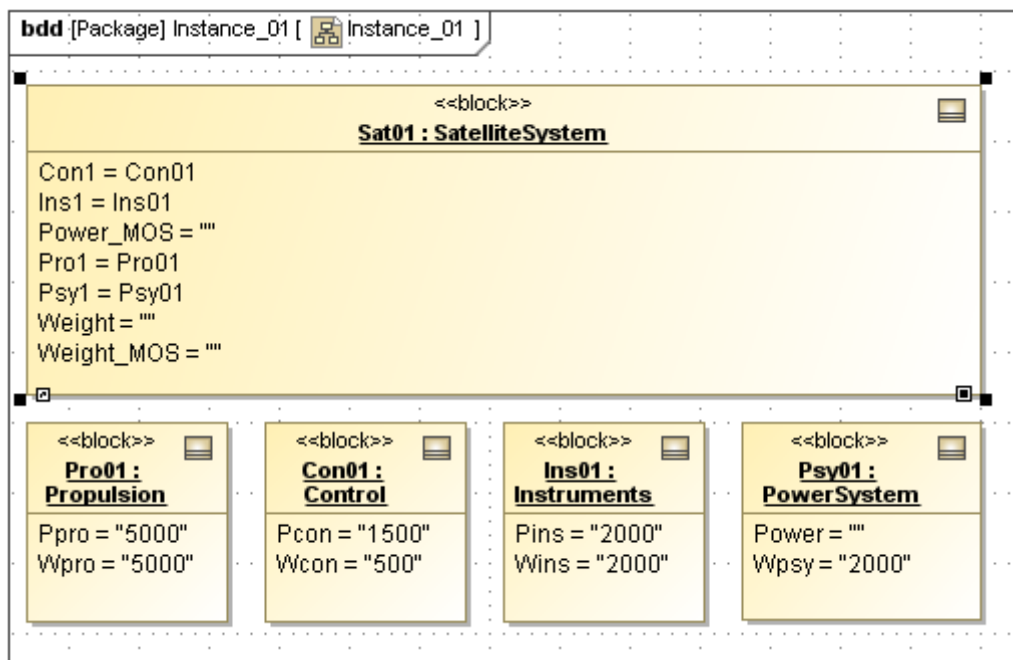 bdd [Package] Instance_01 [ Instance_01 ]
<<block>>
Sat01 : SatelliteSystem
Con1 = Con01
Ins1 = Ins01
Power_MOS = ""
Pro1 = Pro01
Psy1 = Psy01
Weight = ""
Weight_MOS = ""
<<block>>
Pro01 :
Propulsion
Ppro = "5000"
Wpro = "5000"
<<block>>
Con01 :
Control
Pcon = "1500"
Wcon = "500"
<<block>>
Ins01 :
Instruments
Pins = "2000"
Wins = "2000"
<<block>>
Psy01 :
PowerSystem
Power = ""
Wpsy = "2000"